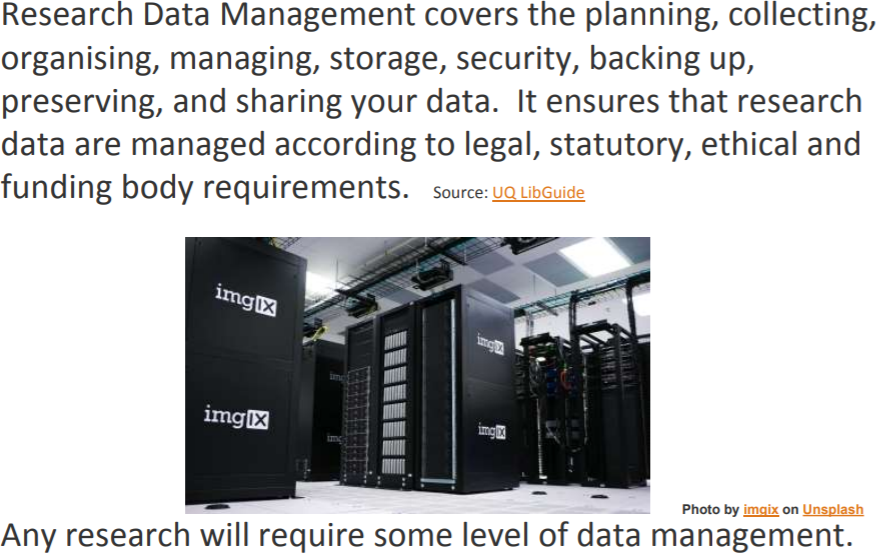 Research Data Management covers the planning, collecting,
organising, managing, storage, security, backing up,
preserving, and sharing your data.  It ensures that research
data are managed according to legal, statutory, ethical and
funding body requirements.   Source: UQ LibGuide
imgIX
imgIX
imgIX
imgIX
Photo by imgix on Unsplash
Any research will require some level of data management.